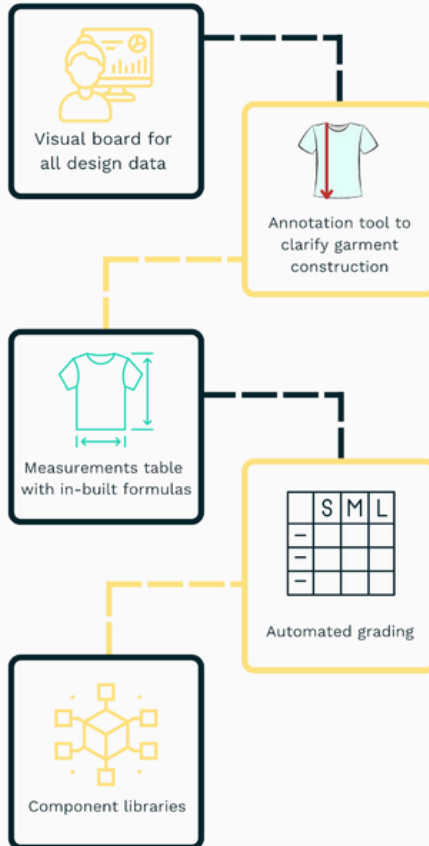 Visual board for
all design data
Annotation tool to
clarify garment
construction
Measurements table
with in-built formulas
S M L
Automated grading
Component libraries